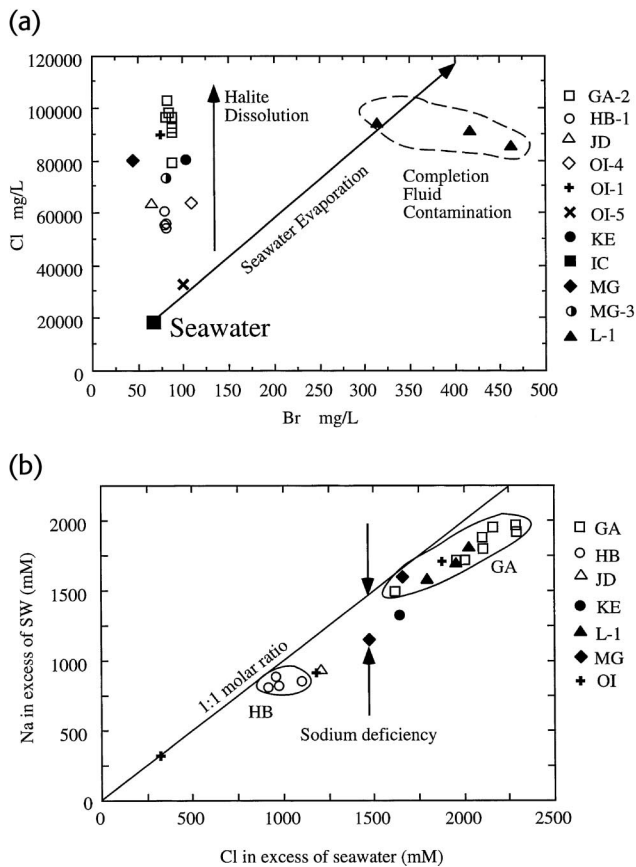 (a)
120000
100000
80000
60000
40000
20000
0
Cl mg/L
0 50 100 150 200 250 300 350 400 450 500
Br mg/L
Halite
Dissolution
Seawater Evaporation
Completion
Fluid
Contamination
Seawater
GA-2
HB-1
JD
OI-4
OI-1
OI-5
KE
IC
MG
MG-3
L-1
(b)
2000
1500
1000
500
0
Na in excess of SW (mM)
0 500 1000 1500 2000 2500
Cl in excess of seawater (mM)
1:1 molar ratio
GA
HB
Sodium deficiency
GA
HB
JD
KE
L-1
MG
OI